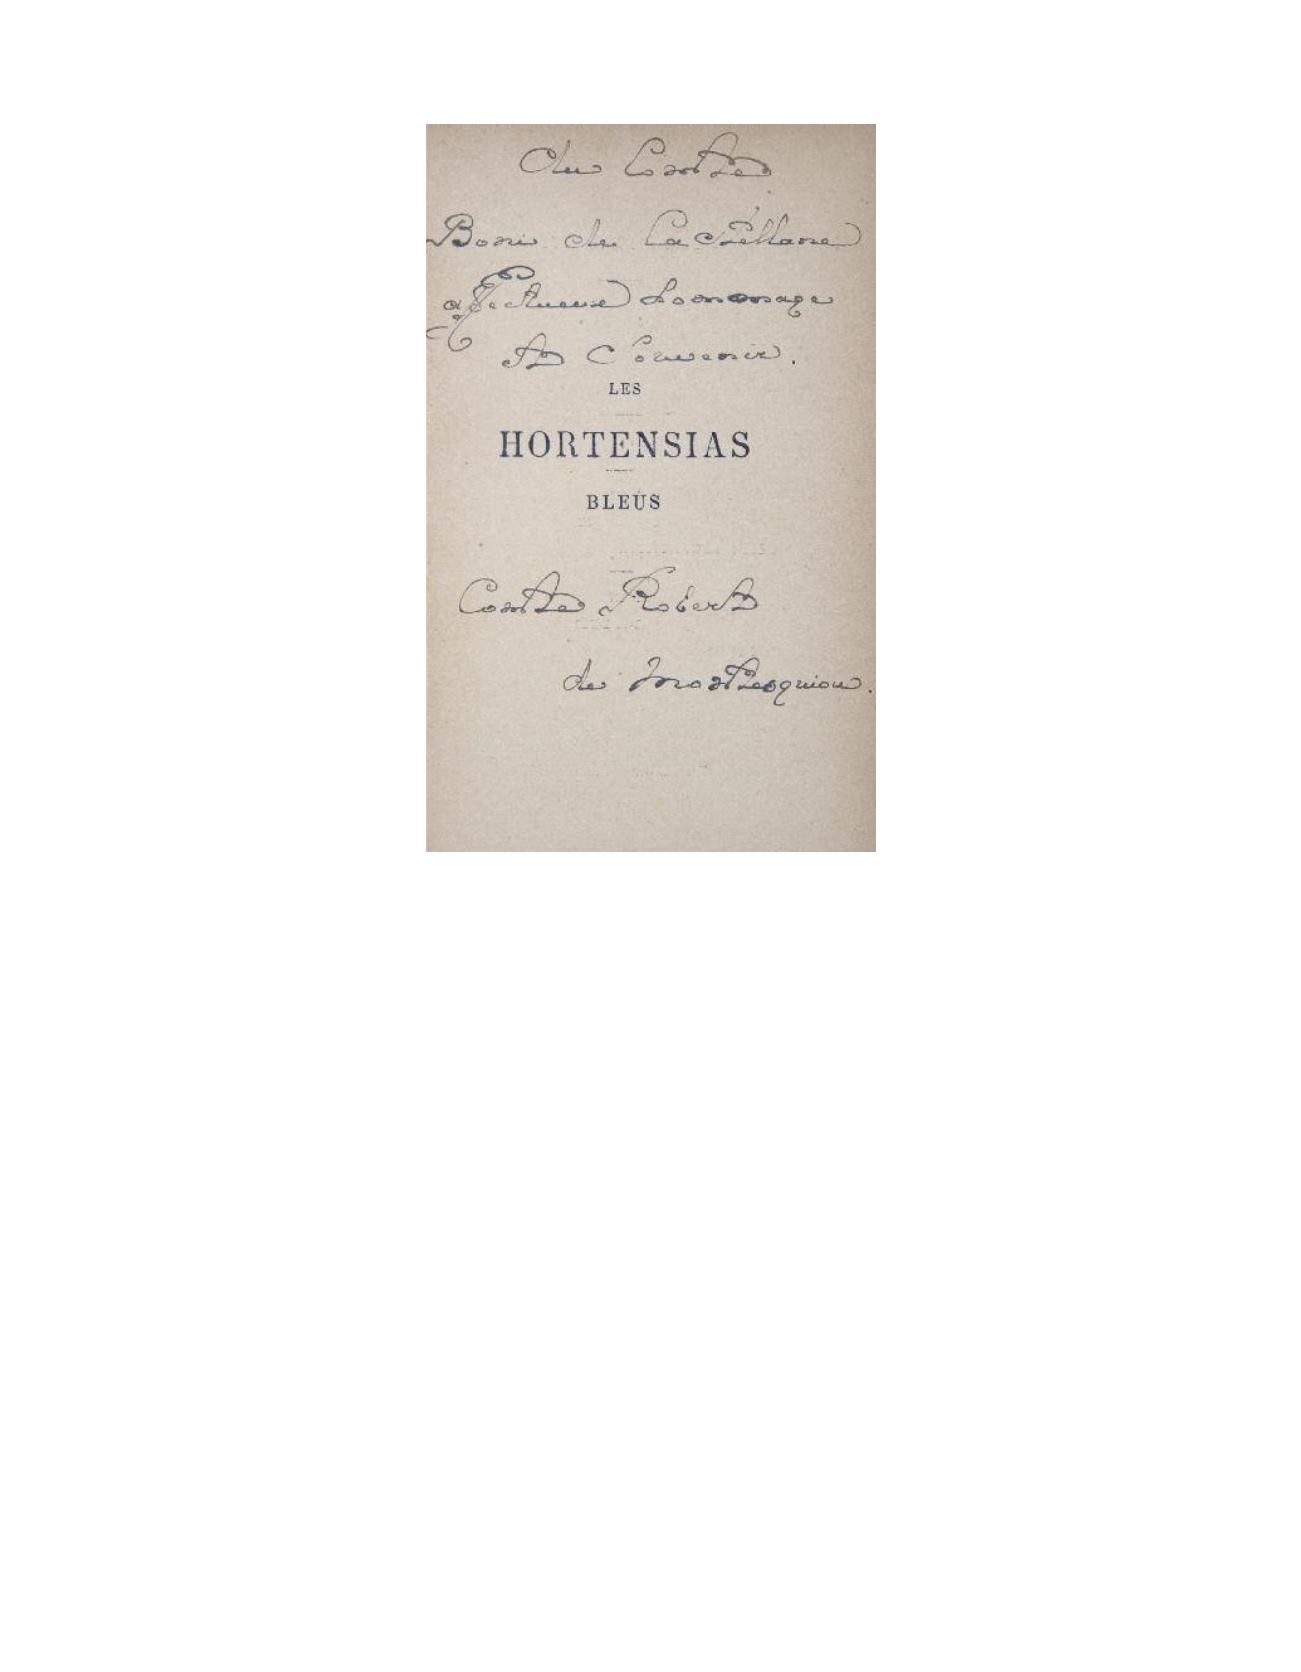 Au Comte
Boni de Castellane
affectueux hommage
et Souvenir.
LES
HORTENSIAS
BLEUS
Comte Robert
de Montesquiou.